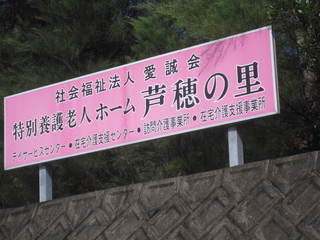 社会福祉法人 愛誠会
特別養護老人ホーム 芦穂の里
デイサービスセンター・在宅介護支援センター・訪問介護事業所・在宅介護支援事業所